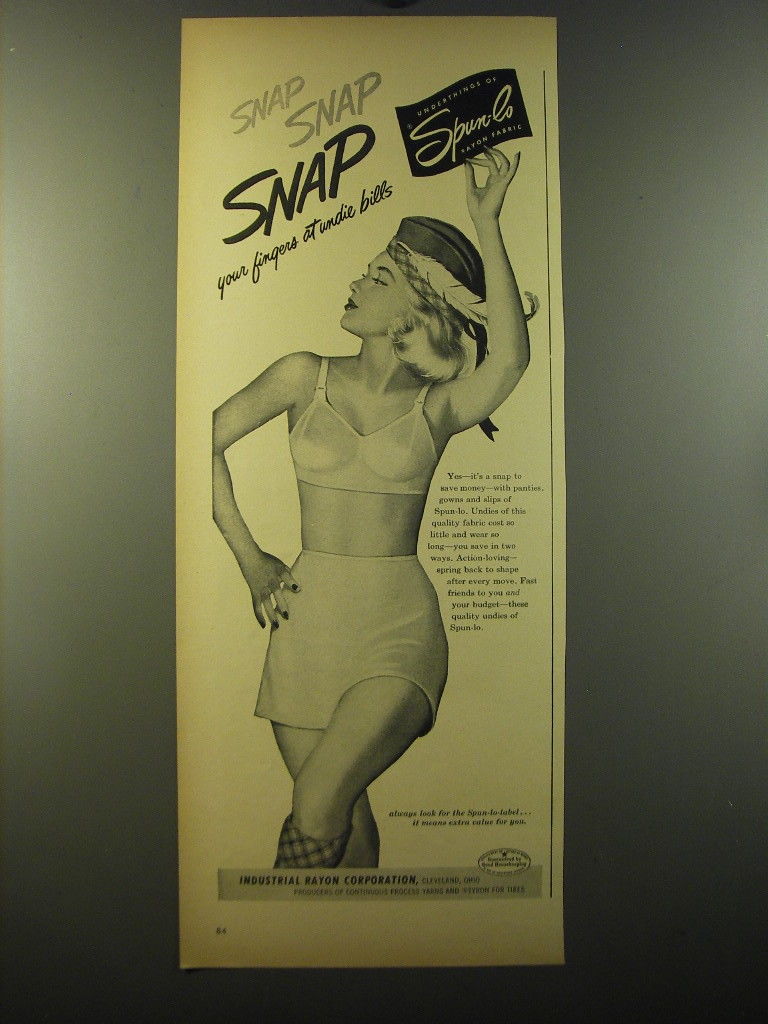 SNAP
SNAP
SNAP
your fingers at undie bills
UNDERTHINGS OF
® Spun-lo
RAYON FABRIC
Yes—it's a snap to
save money—with panties,
gowns and slips of
Spun-lo. Undies of this
quality fabric cost so
little and wear so
long—you save in two
ways. Action-loving—
spring back to shape
after every move. Fast
friends to you and
your budget—these
quality undies of
Spun-lo.
always look for the Spun-lo-label...
it means extra value for you.
Guaranteed by
Good Housekeeping
INDUSTRIAL RAYON CORPORATION, CLEVELAND, OHIO
PRODUCERS OF CONTINUOUS PROCESS YARNS AND TYRON FOR TIRES
84